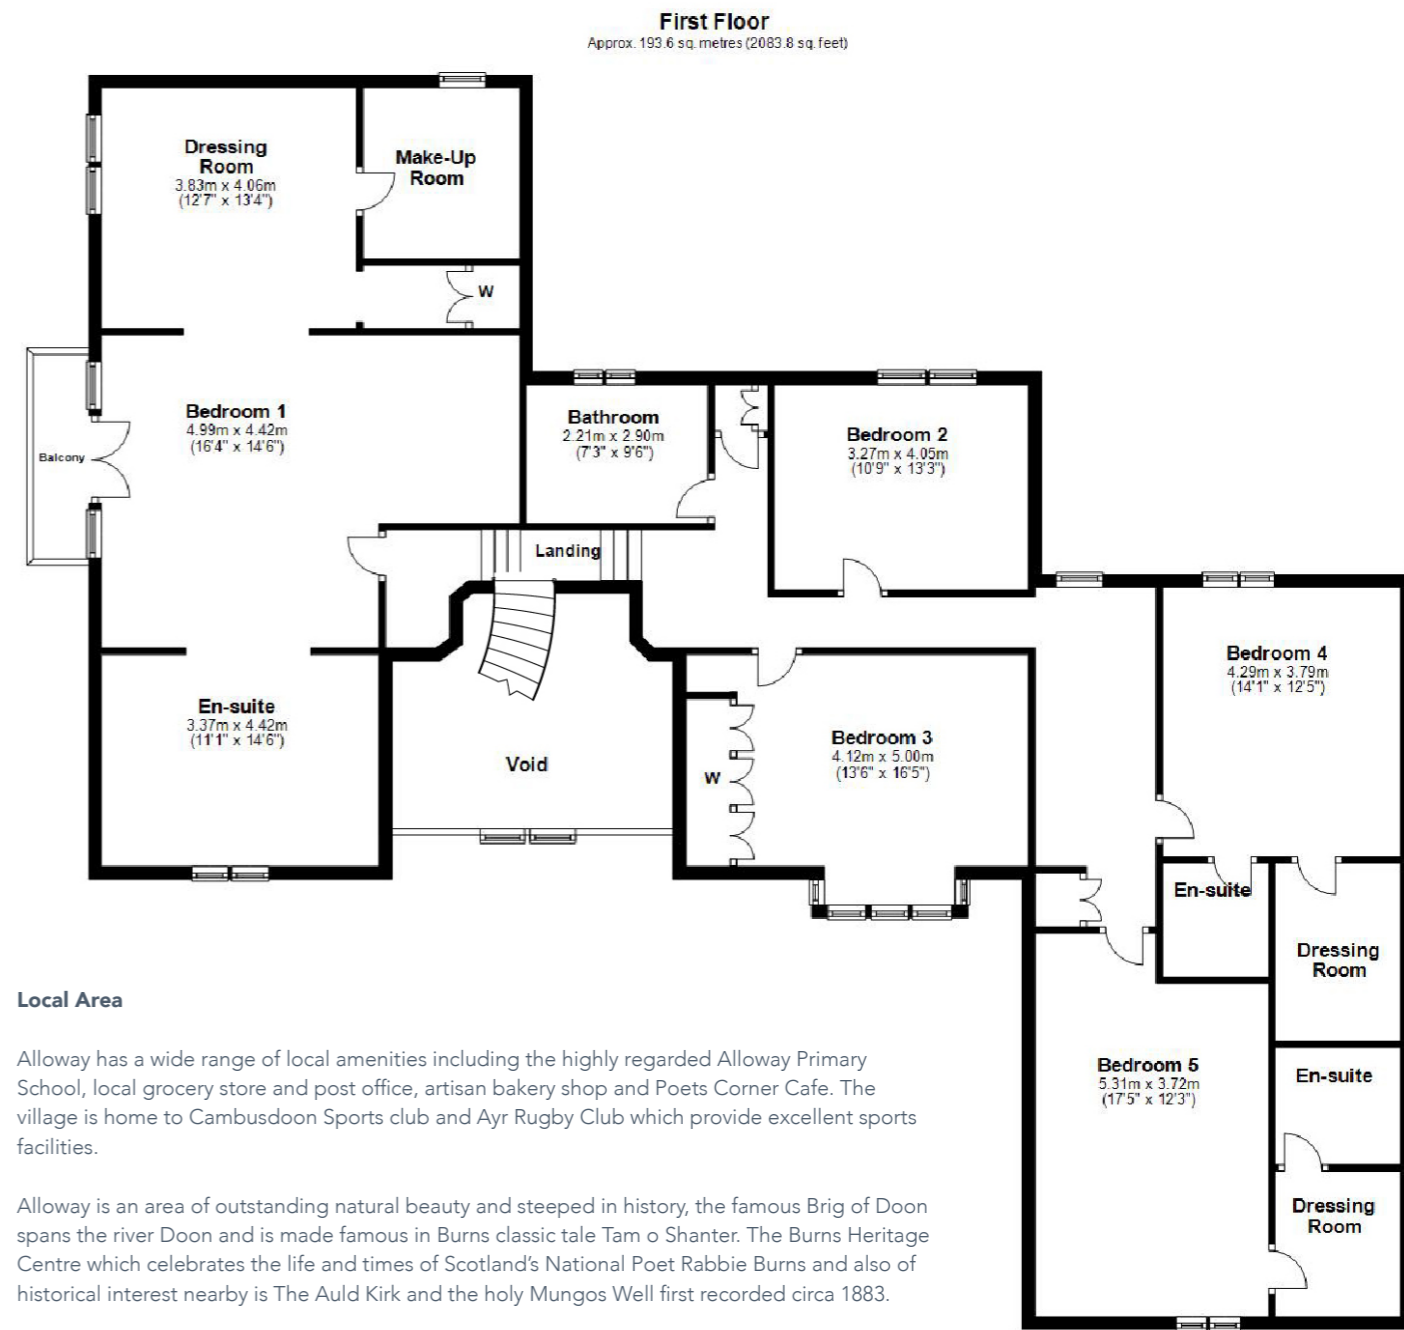 First Floor
Approx. 193.6 sq. metres (2083.8 sq. feet)
Dressing
Room
3.83m x 4.06m
(12'7" x 13'4")
Make-Up
Room
W
Bedroom 1
4.99m x 4.42m
(16'4" x 14'6")
Balcony
Bathroom
2.21m x 2.90m
(7'3" x 9'6")
Bedroom 2
3.27m x 4.05m
(10'9" x 13'3")
Landing
En-suite
3.37m x 4.42m
(11'1" x 14'6")
Void
W
Bedroom 3
4.12m x 5.00m
(13'6" x 16'5")
Bedroom 4
4.29m x 3.79m
(14'1" x 12'5")
En-suite
Dressing
Room
Bedroom 5
5.31m x 3.72m
(17'5" x 12'3")
En-suite
Dressing
Room
Local Area
Alloway has a wide range of local amenities including the highly regarded Alloway Primary
School, local grocery store and post office, artisan bakery shop and Poets Corner Cafe. The
village is home to Cambusdoon Sports club and Ayr Rugby Club which provide excellent sports
facilities.
Alloway is an area of outstanding natural beauty and steeped in history, the famous Brig of Doon
spans the river Doon and is made famous in Burns classic tale Tam o Shanter. The Burns Heritage
Centre which celebrates the life and times of Scotland's National Poet Rabbie Burns and also of
historical interest nearby is The Auld Kirk and the holy Mungos Well first recorded circa 1883.